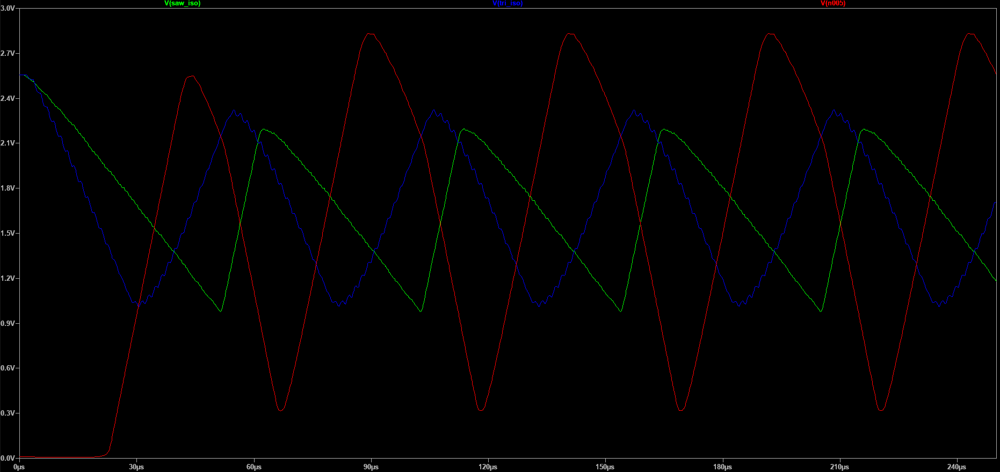 V(saw_iso) V(tri_iso) V(n005)
3.0V
2.7V
2.4V
2.1V
1.8V
1.5V
1.2V
0.9V
0.6V
0.3V
0.0V
0µs 30µs 60µs 90µs 120µs 150µs 180µs 210µs 240µs